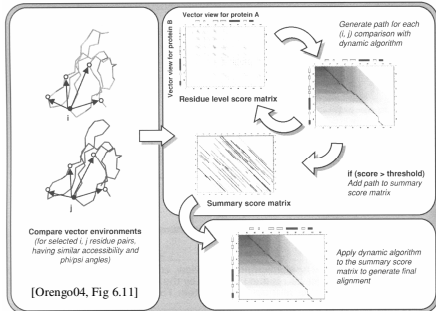 Vector view for protein A
Vector view for protein B
Residue level score matrix
Generate path for each
(i, j) comparison with
dynamic algorithm
i
j
if (score > threshold)
Add path to summary
score matrix
Summary score matrix
Compare vector environments
(for selected i, j residue pairs,
having similar accessibility and
phi/psi angles)
[Orengo04, Fig 6.11]
Apply dynamic algorithm
to the summary score
matrix to generate final
alignment